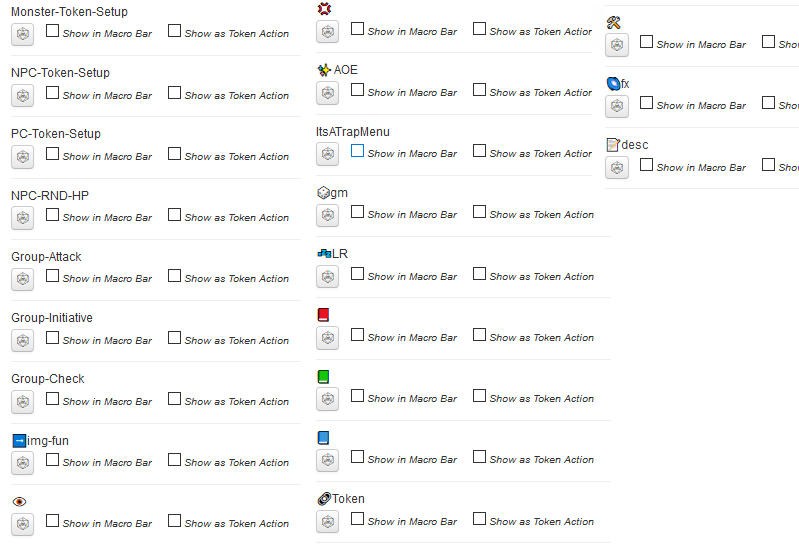 Monster-Token-Setup
Show in Macro Bar Show as Token Action
NPC-Token-Setup
Show in Macro Bar Show as Token Action
PC-Token-Setup
Show in Macro Bar Show as Token Action
NPC-RND-HP
Show in Macro Bar Show as Token Action
Group-Attack
Show in Macro Bar Show as Token Action
Group-Initiative
Show in Macro Bar Show as Token Action
Group-Check
Show in Macro Bar Show as Token Action
img-fun
Show in Macro Bar Show as Token Action
Show in Macro Bar Show as Token Action
Show in Macro Bar Show as Token Action
AOE
Show in Macro Bar Show as Token Action
ItsATrapMenu
Show in Macro Bar Show as Token Action
gm
Show in Macro Bar Show as Token Action
LR
Show in Macro Bar Show as Token Action
Show in Macro Bar Show as Token Action
Show in Macro Bar Show as Token Action
Show in Macro Bar Show as Token Action
Token
Show in Macro Bar Show as Token Action
Show in Macro Bar Show
fx
Show in Macro Bar Show
desc
Show in Macro Bar Show